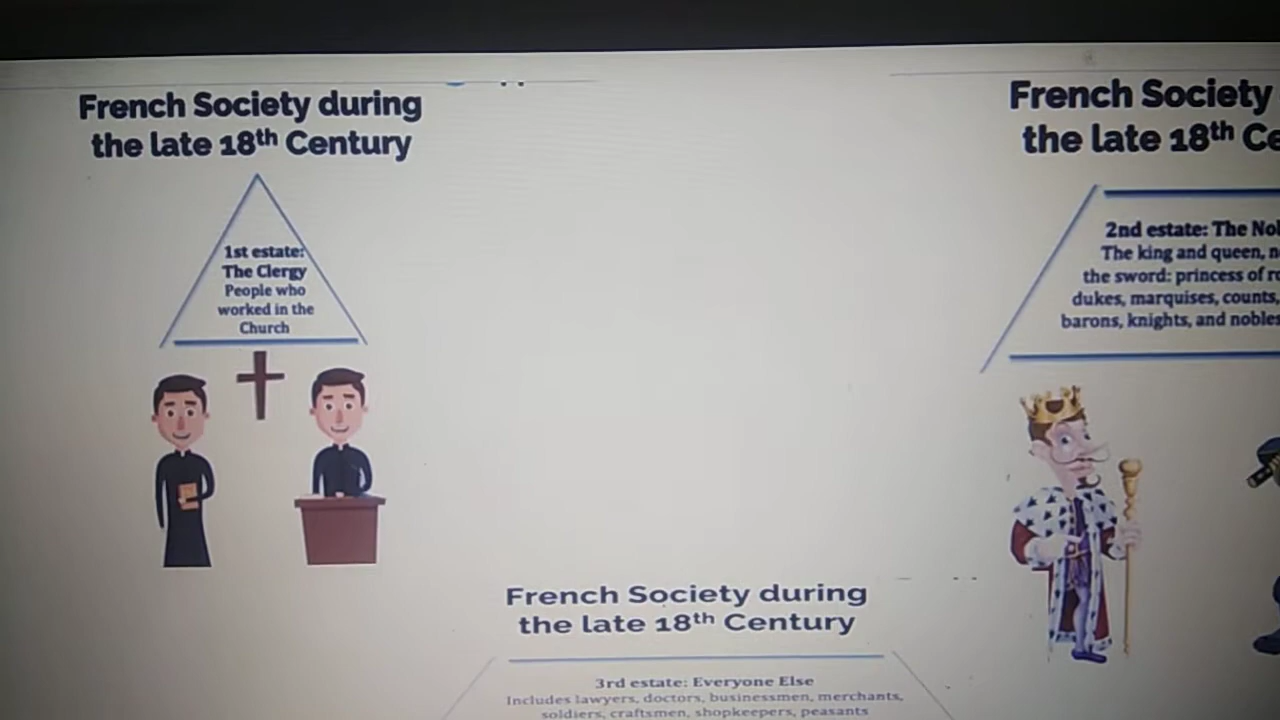 French Society during
the late 18th Century
1st estate:
The Clergy
People who
worked in the
Church
French Society
the late 18th
2nd estate: The
The king and queen,
the sword: princess of
dukes, marquises, counts,
barons, knights, and
French Society during
the late 18th Century
3rd estate: Everyone Else
Includes lawyers, doctors, businessmen, merchants,
soldiers, craftsmen, shopkeepers, peasants